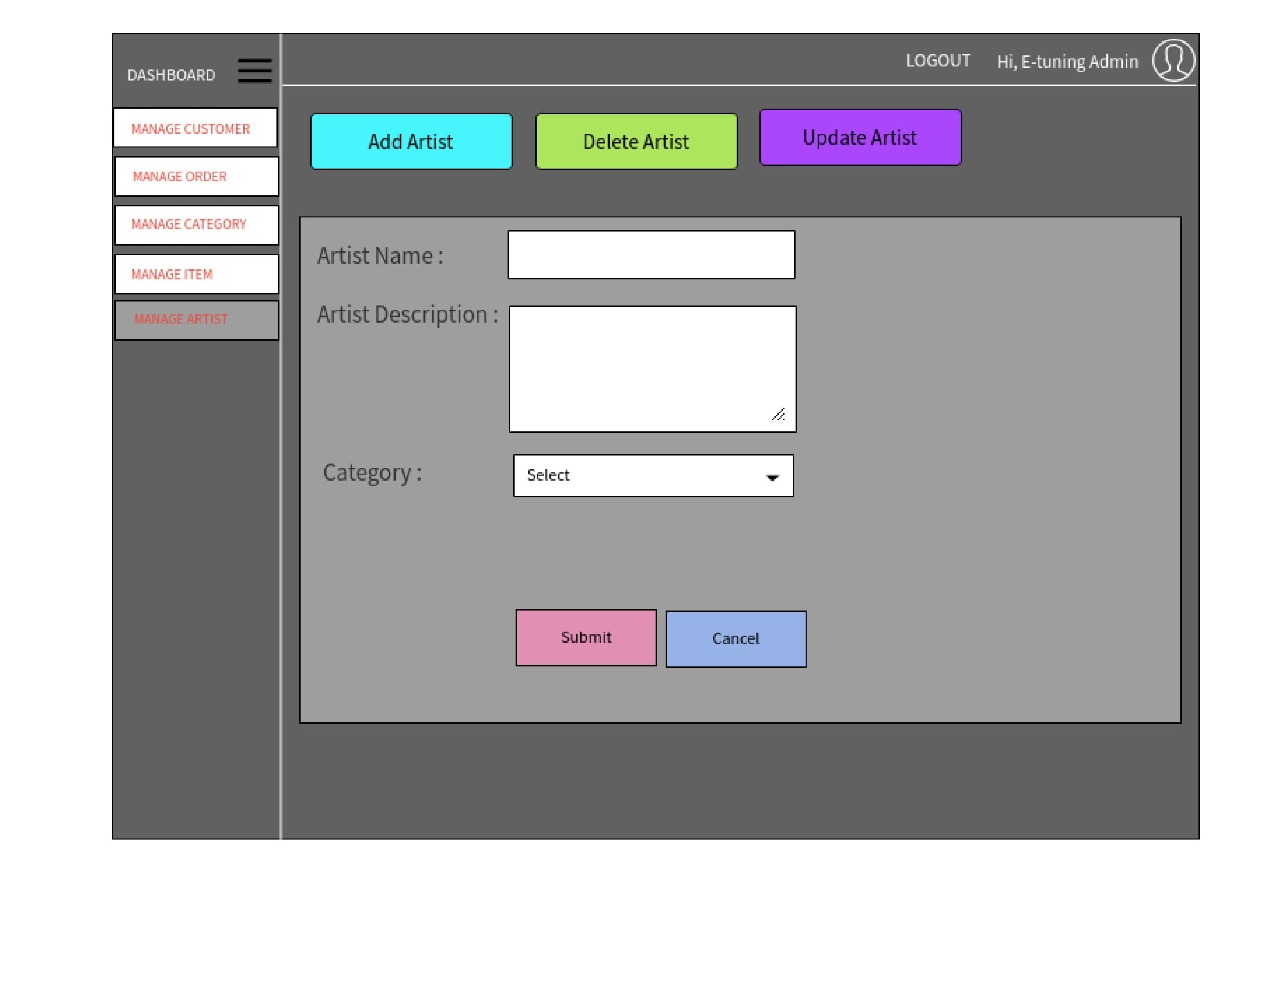 DASHBOARD
LOGOUT
Hi, E-tuning Admin
MANAGE CUSTOMER
MANAGE ORDER
MANAGE CATEGORY
MANAGE ITEM
MANAGE ARTIST
Add Artist
Delete Artist
Update Artist
Artist Name :
Artist Description :
Category :
Select
Submit
Cancel